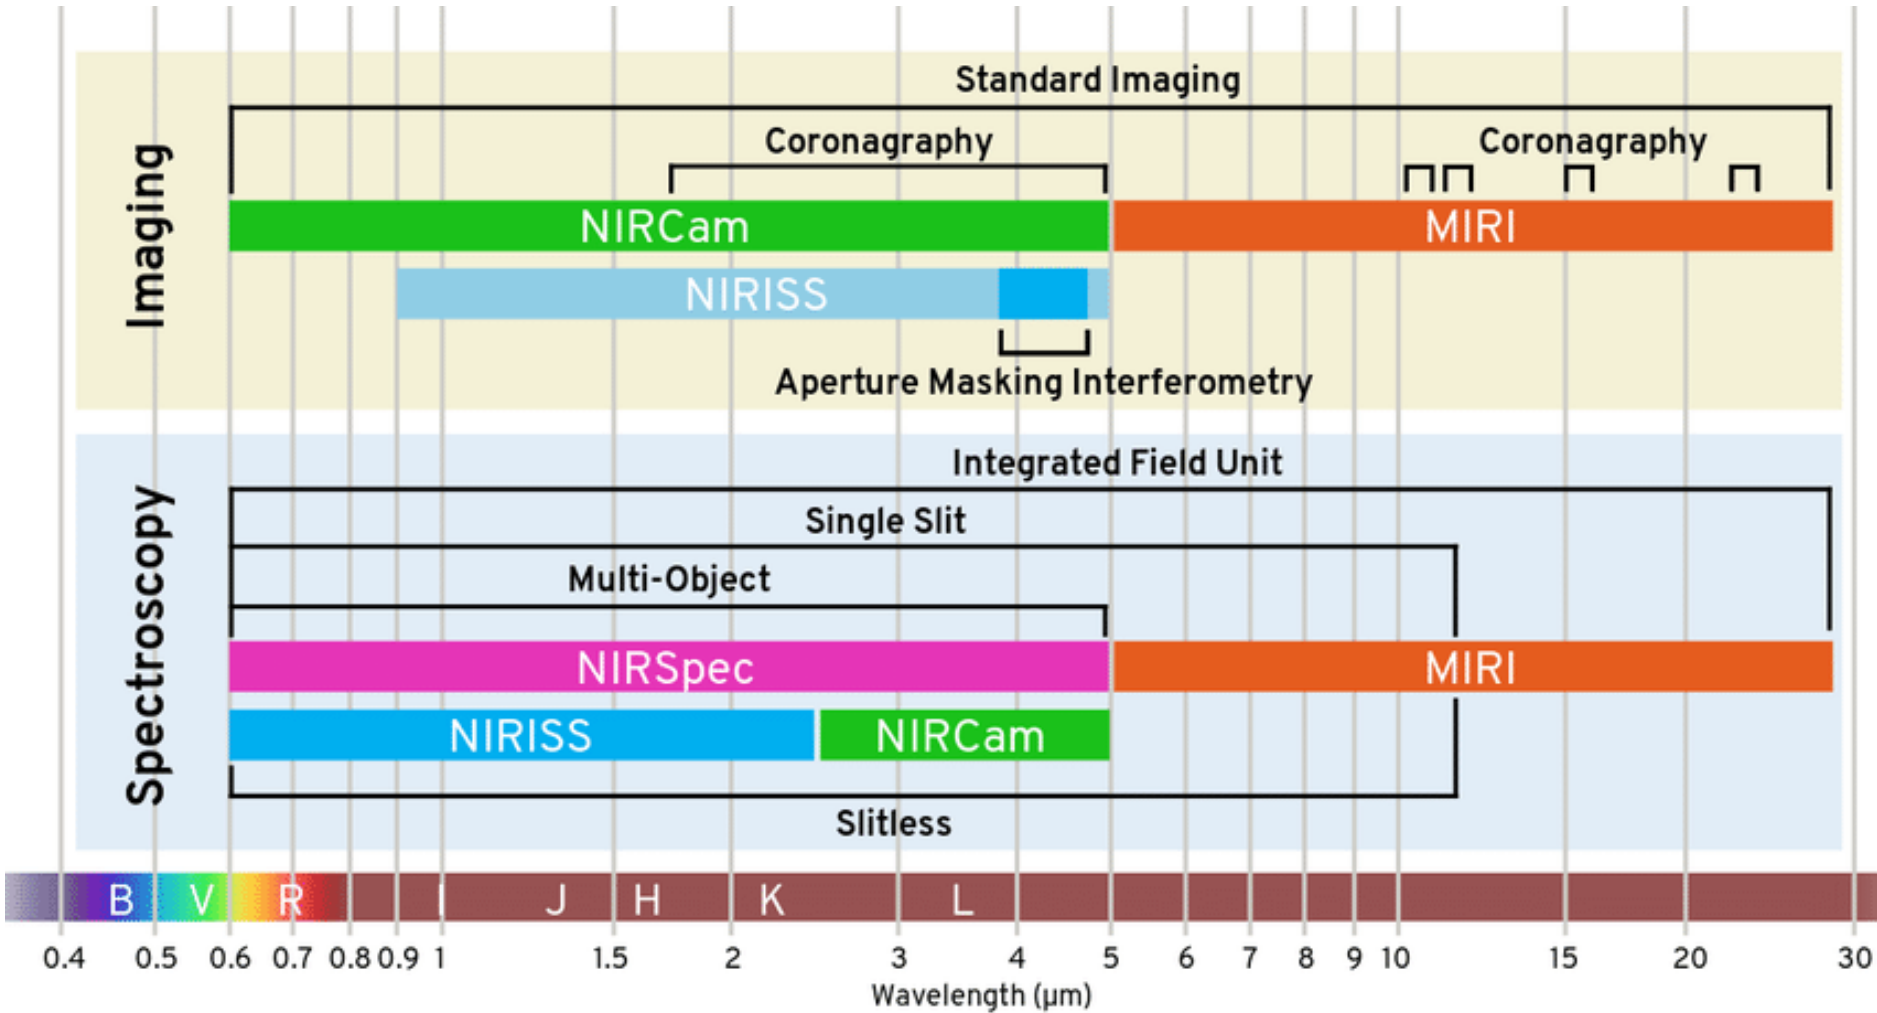 Standard Imaging
Coronagraphy Coronagraphy
Imaging
NIRCam MIRI
NIRISS
Aperture Masking Interferometry
Integrated Field Unit
Single Slit
Multi-Object
Spectroscopy
NIRSpec MIRI
NIRISS NIRCam
Slitless
B V R I J H K L
0.4 0.5 0.6 0.7 0.8 0.9 1 1.5 2 3 4 5 6 7 8 9 10 15 20 30
Wavelength (μm)